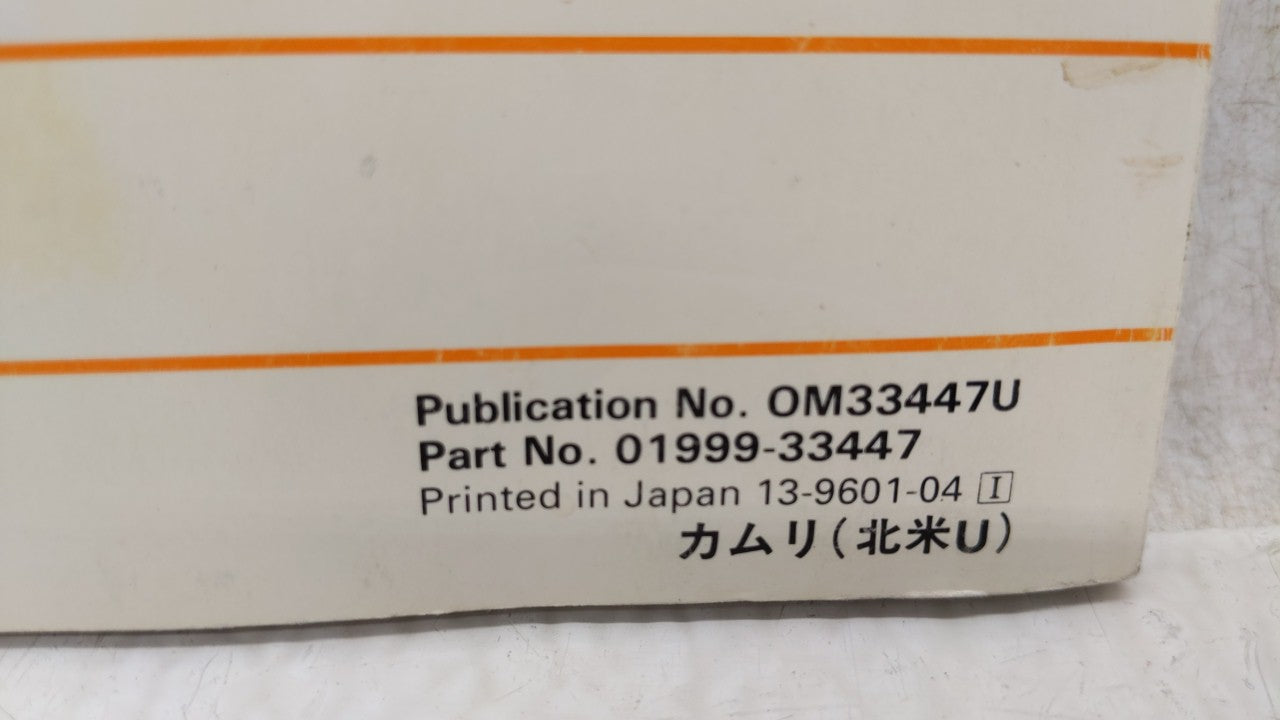 Publication No. OM33447U
Part No. 01999-33447
Printed in Japan 13-9601-04 I
カムリ(北米U)